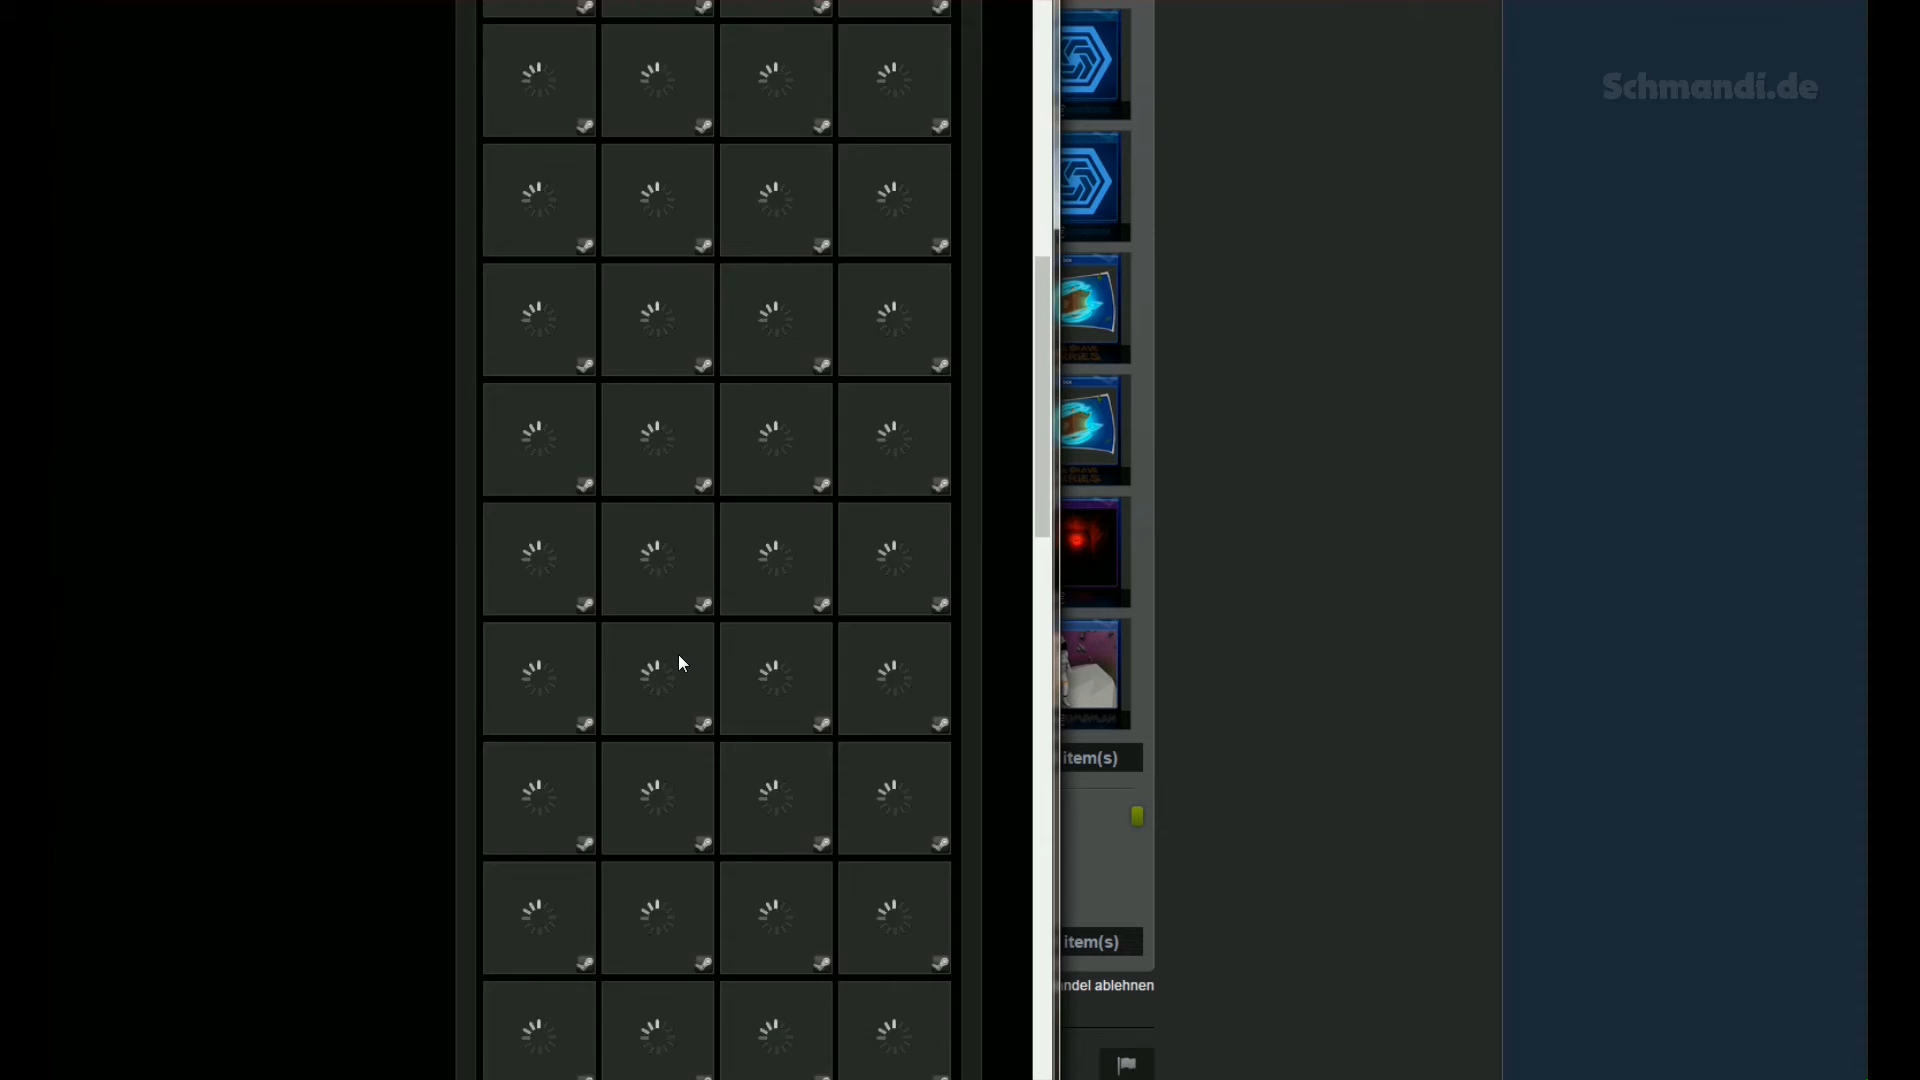 Schmandi.de
item(s)
item(s)
ndel ablehnen